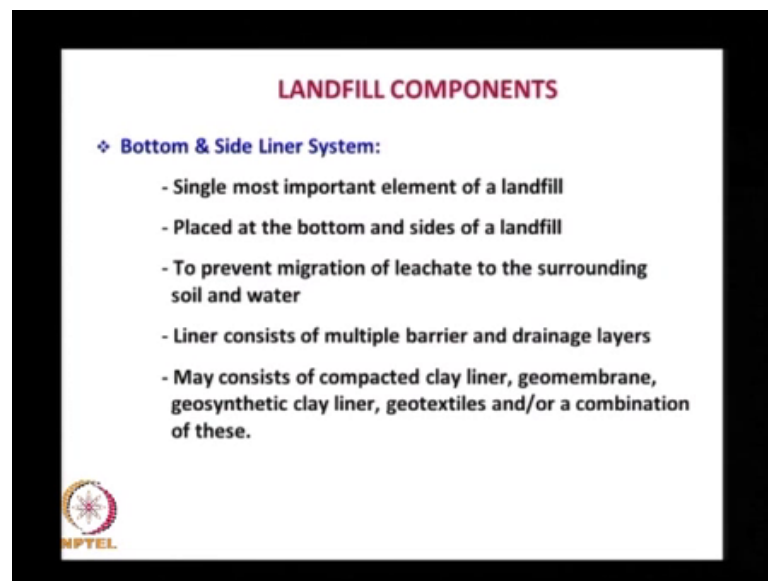 LANDFILL COMPONENTS
❖ Bottom & Side Liner System:
- Single most important element of a landfill
- Placed at the bottom and sides of a landfill
- To prevent migration of leachate to the surrounding
soil and water
- Liner consists of multiple barrier and drainage layers
- May consists of compacted clay liner, geomembrane,
geosynthetic clay liner, geotextiles and/or a combination
of these.
NPTEL